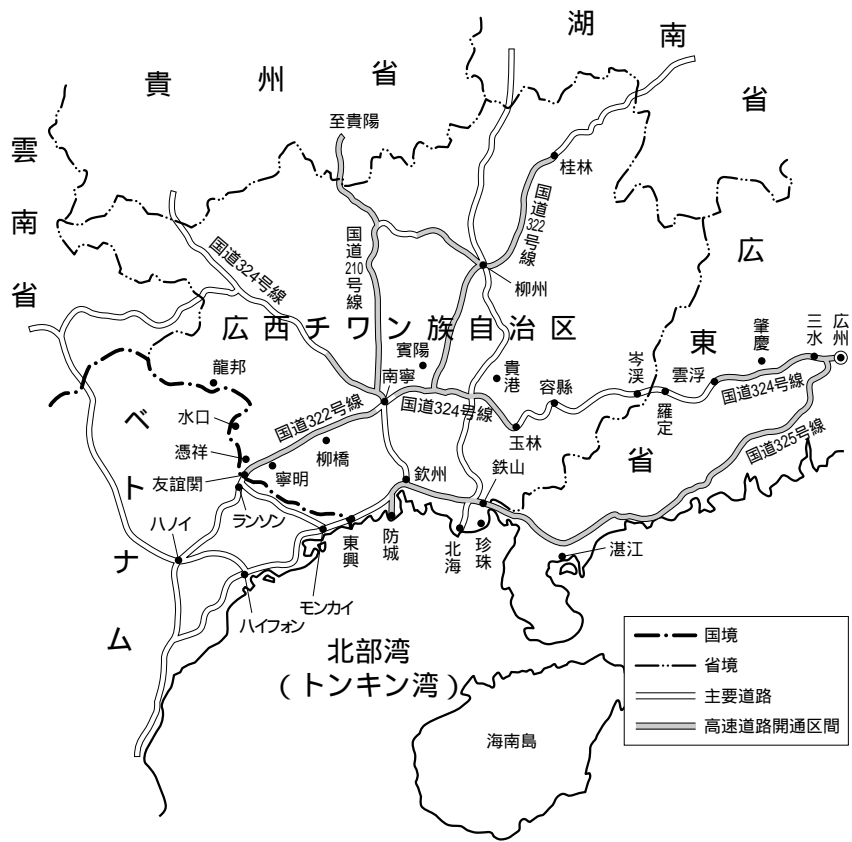 湖南省
貴州省
雲南省
至貴陽
桂林
国道322号線
国道210号線
国道324号線
柳州
広西チワン族自治区
広東省
賓陽
貴港
南寧
国道324号線
容縣
岑溪
羅定
雲浮
肇慶
三水
広州
国道324号線
国道325号線
玉林
龍邦
水口
国道322号線
憑祥
柳橋
寧明
友誼関
ランソン
欽州
鉄山
ベトナム
ハノイ
東興
防城
北海
珍珠
湛江
モンカイ
ハイフォン
北部湾
(トンキン湾)
海南島
国境
省境
主要道路
高速道路開通区間